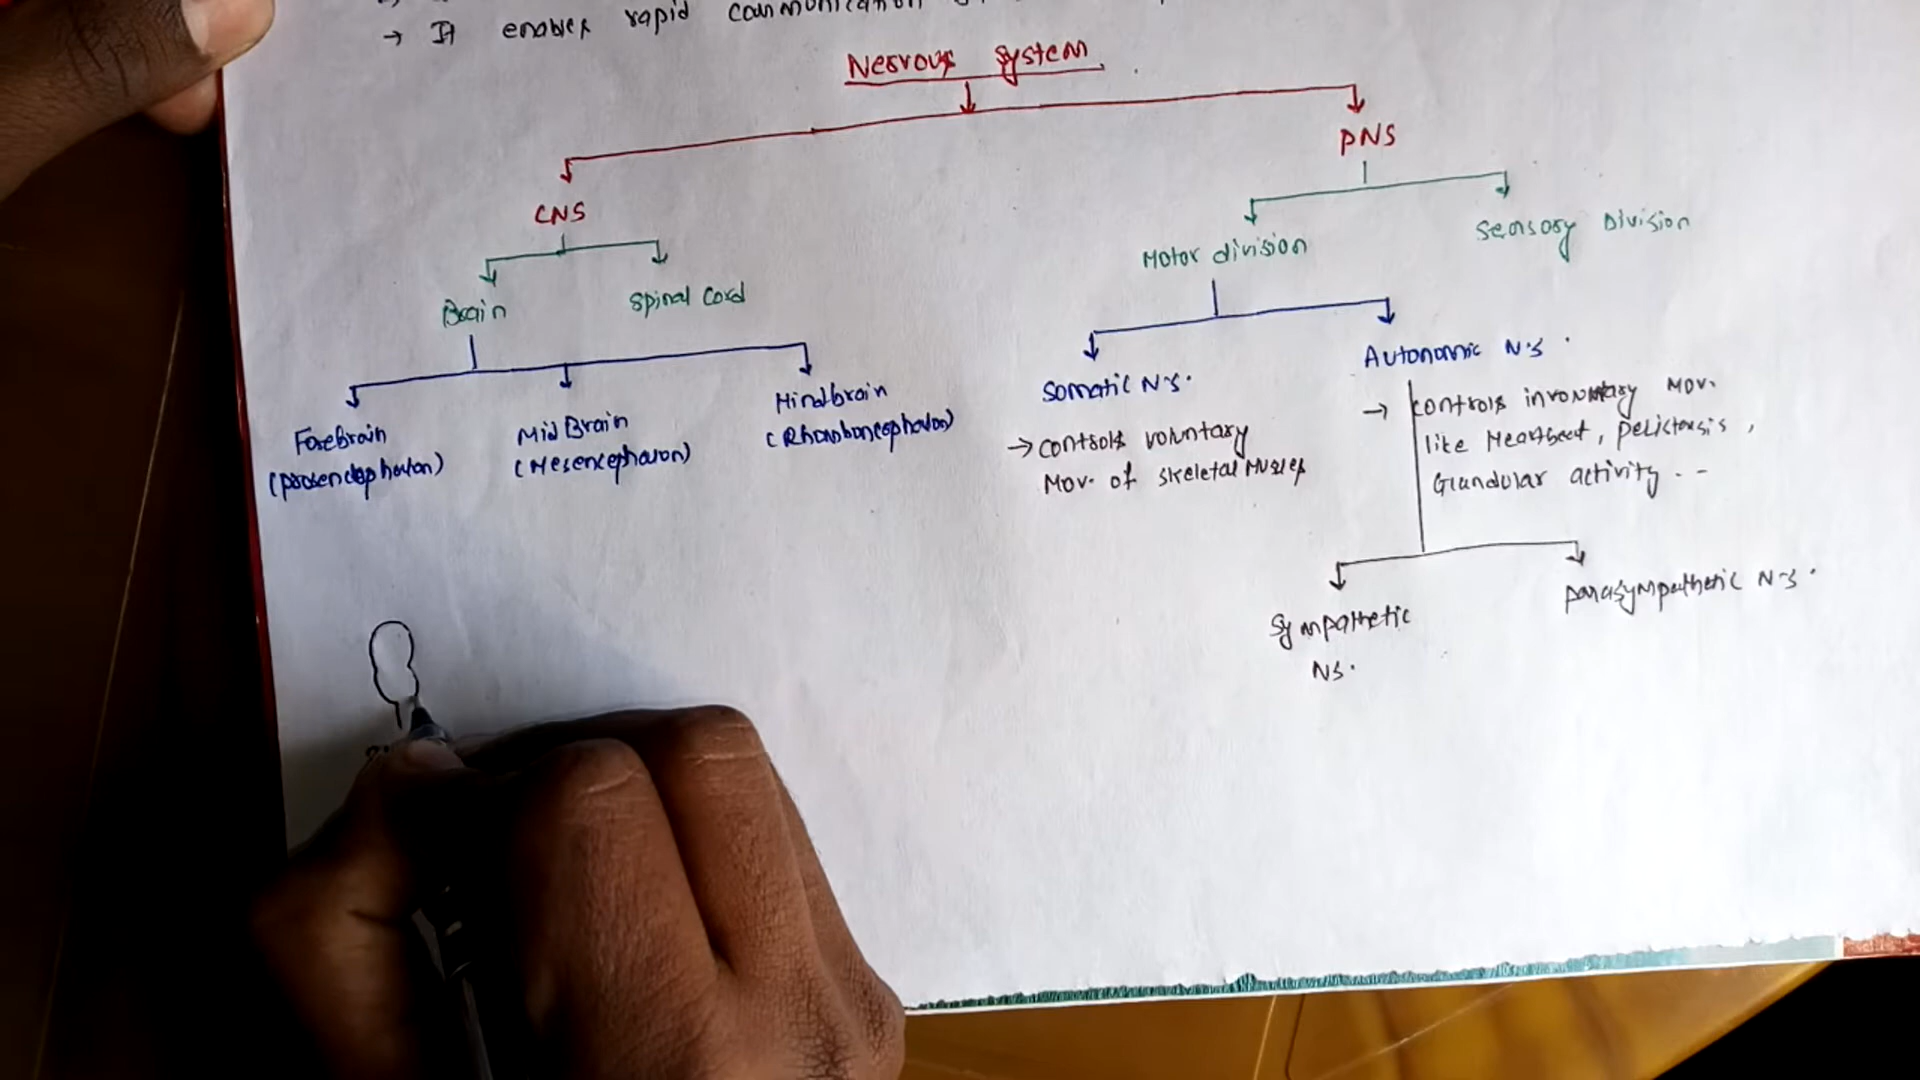 → It enables rapid communication
Nervous system
CNS
PNS
Brain
Spinal Cord
Motor division
Sensory Division
ForeBrain
(prosencephalon)
Mid Brain
(Mesencephalon)
Hindbrain
(Rhombencephalon)
Somatic N.S.
→ controls voluntary
Mov. of skeletal Muscles
Autonomic N.S.
→ controls involuntary Mov.
like Heartbeat, Pelistarsis,
Glandular activity . -
Sympathetic
NS.
parasympathetic N.S.